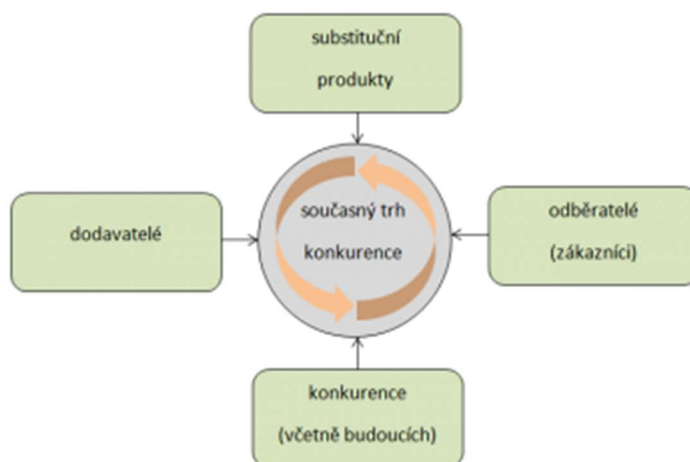 substituční
produkty
dodavatelé
současný trh
konkurence
odběratelé
(zákazníci)
konkurence
(včetně budoucích)